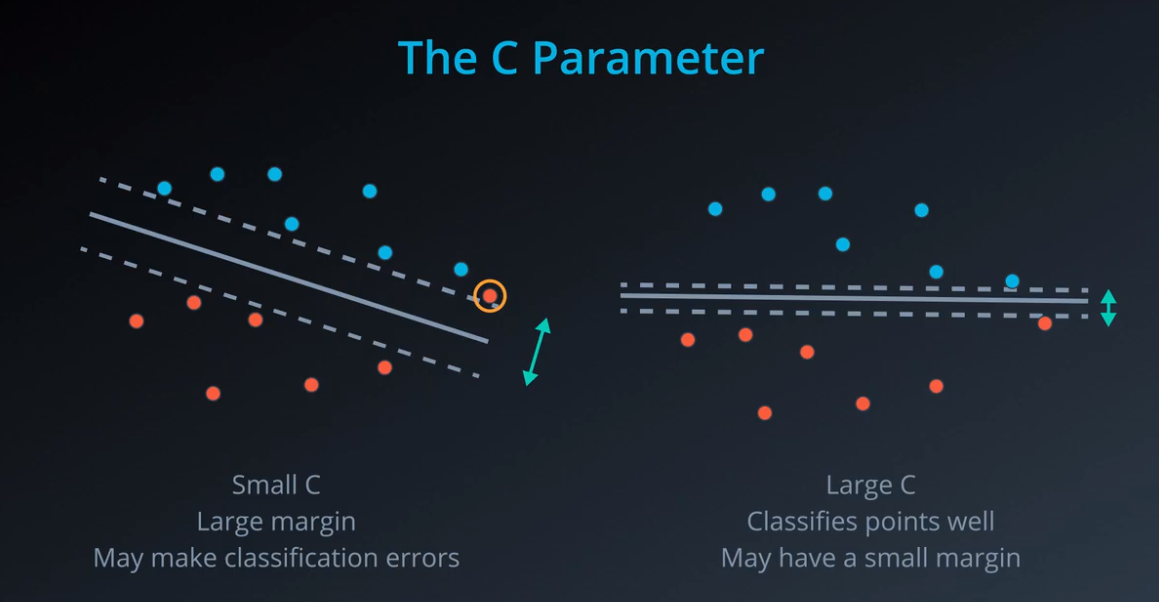 The C Parameter
Small C
Large margin
May make classification errors
Large C
Classifies points well
May have a small margin